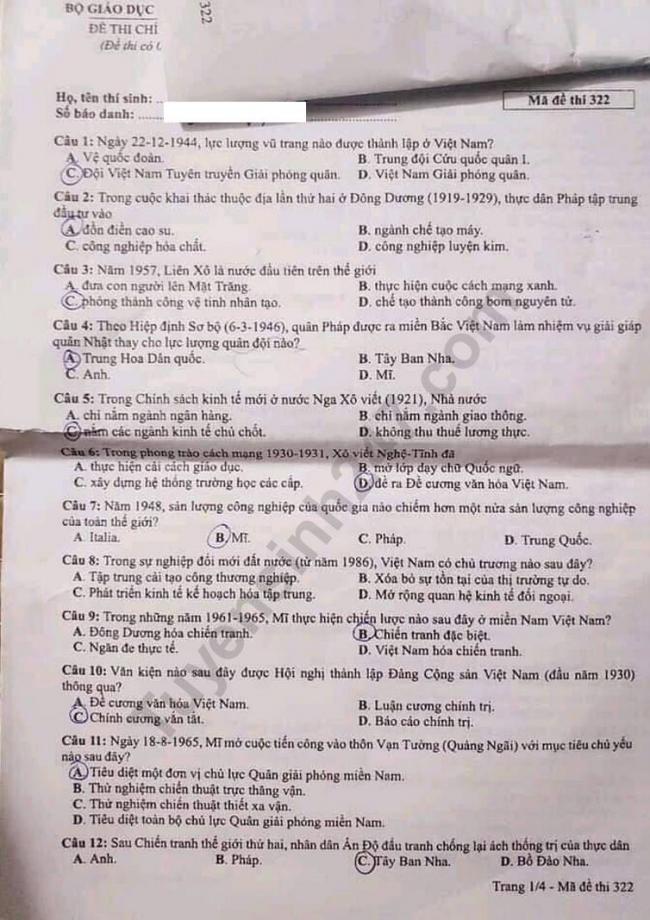 BỘ GIÁO DỤC
322
ĐỀ THI CHÍ
(Đề thi có
Họ, tên thí sinh: ..
Số báo danh: ..
Mã đề thi 322
Câu 1: Ngày 22-12-1944, lực lượng vũ trang nào được thành lập ở Việt Nam?
A. Vệ quốc đoàn. B. Trung đội Cứu quốc quân I.
C. Đội Việt Nam Tuyên truyền Giải phóng quân. D. Việt Nam Giải phóng quân.
Câu 2: Trong cuộc khai thác thuộc địa lần thứ hai ở Đông Dương (1919-1929), thực dân Pháp tập trung
đầu tư vào
A. đồn điền cao su. B. ngành chế tạo máy.
C. công nghiệp hóa chất. D. công nghiệp luyện kim.
Câu 3: Năm 1957, Liên Xô là nước đầu tiên trên thế giới
A. đưa con người lên Mặt Trăng. B. thực hiện cuộc cách mạng xanh.
C. phóng thành công vệ tinh nhân tạo. D. chế tạo thành công bom nguyên tử.
Câu 4: Theo Hiệp định Sơ bộ (6-3-1946), quân Pháp được ra miền Bắc Việt Nam làm nhiệm vụ giải giáp
quân Nhật thay cho lực lượng quân đội nào?
A. Trung Hoa Dân quốc. B. Tây Ban Nha.
C. Anh. D. Mĩ.
Câu 5: Trong Chính sách kinh tế mới ở nước Nga Xô viết (1921), Nhà nước
A. chỉ nắm ngành ngân hàng. B. chỉ nắm ngành giao thông.
C. nắm các ngành kinh tế chủ chốt. D. không thu thuế lương thực.
Câu 6: Trong phong trào cách mạng 1930-1931, Xô viết Nghệ-Tĩnh đã
A. thực hiện cải cách giáo dục. B. mở lớp dạy chữ Quốc ngữ.
C. xây dựng hệ thống trường học các cấp. D. đề ra Đề cương văn hóa Việt Nam.
Câu 7: Năm 1948, sản lượng công nghiệp của quốc gia nào chiếm hơn một nửa sản lượng công nghiệp
của toàn thế giới?
A. Italia. B. Mĩ. C. Pháp. D. Trung Quốc.
Câu 8: Trong sự nghiệp đổi mới đất nước (từ năm 1986), Việt Nam có chủ trương nào sau đây?
A. Tập trung cải tạo công thương nghiệp. B. Xóa bỏ sự tồn tại của thị trường tự do.
C. Phát triển kinh tế kế hoạch hóa tập trung. D. Mở rộng quan hệ kinh tế đối ngoại.
Câu 9: Trong những năm 1961-1965, Mĩ thực hiện chiến lược nào sau đây ở miền Nam Việt Nam?
A. Đông Dương hóa chiến tranh. B. Chiến tranh đặc biệt.
C. Ngăn đe thực tế. D. Việt Nam hóa chiến tranh.
Câu 10: Văn kiện nào sau đây được Hội nghị thành lập Đảng Cộng sản Việt Nam (đầu năm 1930)
thông qua?
A. Đề cương văn hóa Việt Nam. B. Luận cương chính trị.
C. Chính cương vắn tắt. D. Báo cáo chính trị.
Câu 11: Ngày 18-8-1965, Mĩ mở cuộc tiến công vào thôn Vạn Tường (Quảng Ngãi) với mục tiêu chủ yếu
nào sau đây?
A. Tiêu diệt một đơn vị chủ lực Quân giải phóng miền Nam.
B. Thử nghiệm chiến thuật trực thăng vận.
C. Thử nghiệm chiến thuật thiết xa vận.
D. Tiêu diệt toàn bộ chủ lực Quân giải phóng miền Nam.
Câu 12: Sau Chiến tranh thế giới thứ hai, nhân dân Ấn Độ đấu tranh chống lại ách thống trị của thực dân
A. Anh. B. Pháp. C. Tây Ban Nha. D. Bồ Đào Nha.
Trang 1/4 - Mã đề thi 322
Tuyensinh247.com